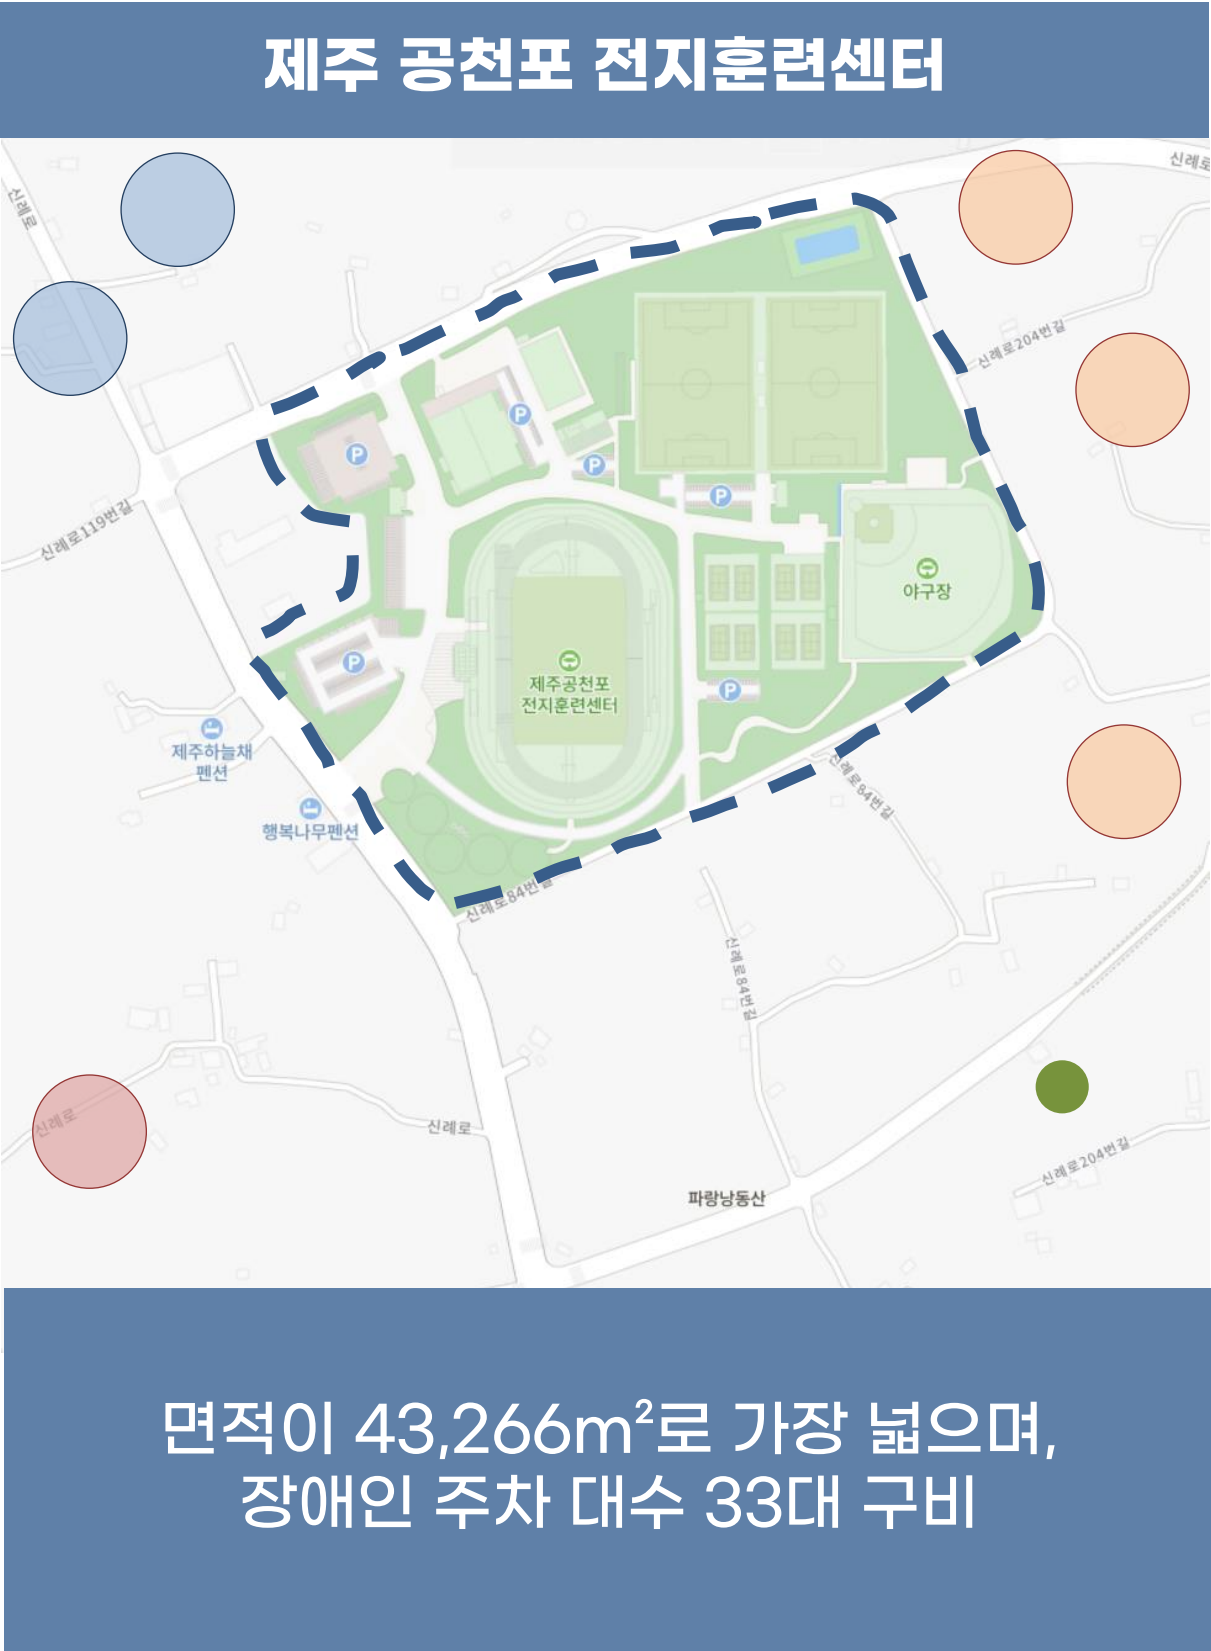 제주 공천포 전지훈련센터
신례로
신례로
신례로204번길
P
P
P
P
신례로119번길
야구장
P
제주공천포
전지훈련센터
P
제주하늘채
펜션
행복나무펜션
신례로84번길
신례로84번길
신례로84번길
신례로
신례로
신례로204번길
파랑낭동산
면적이 43,266m²로 가장 넓으며,
장애인 주차 대수 33대 구비